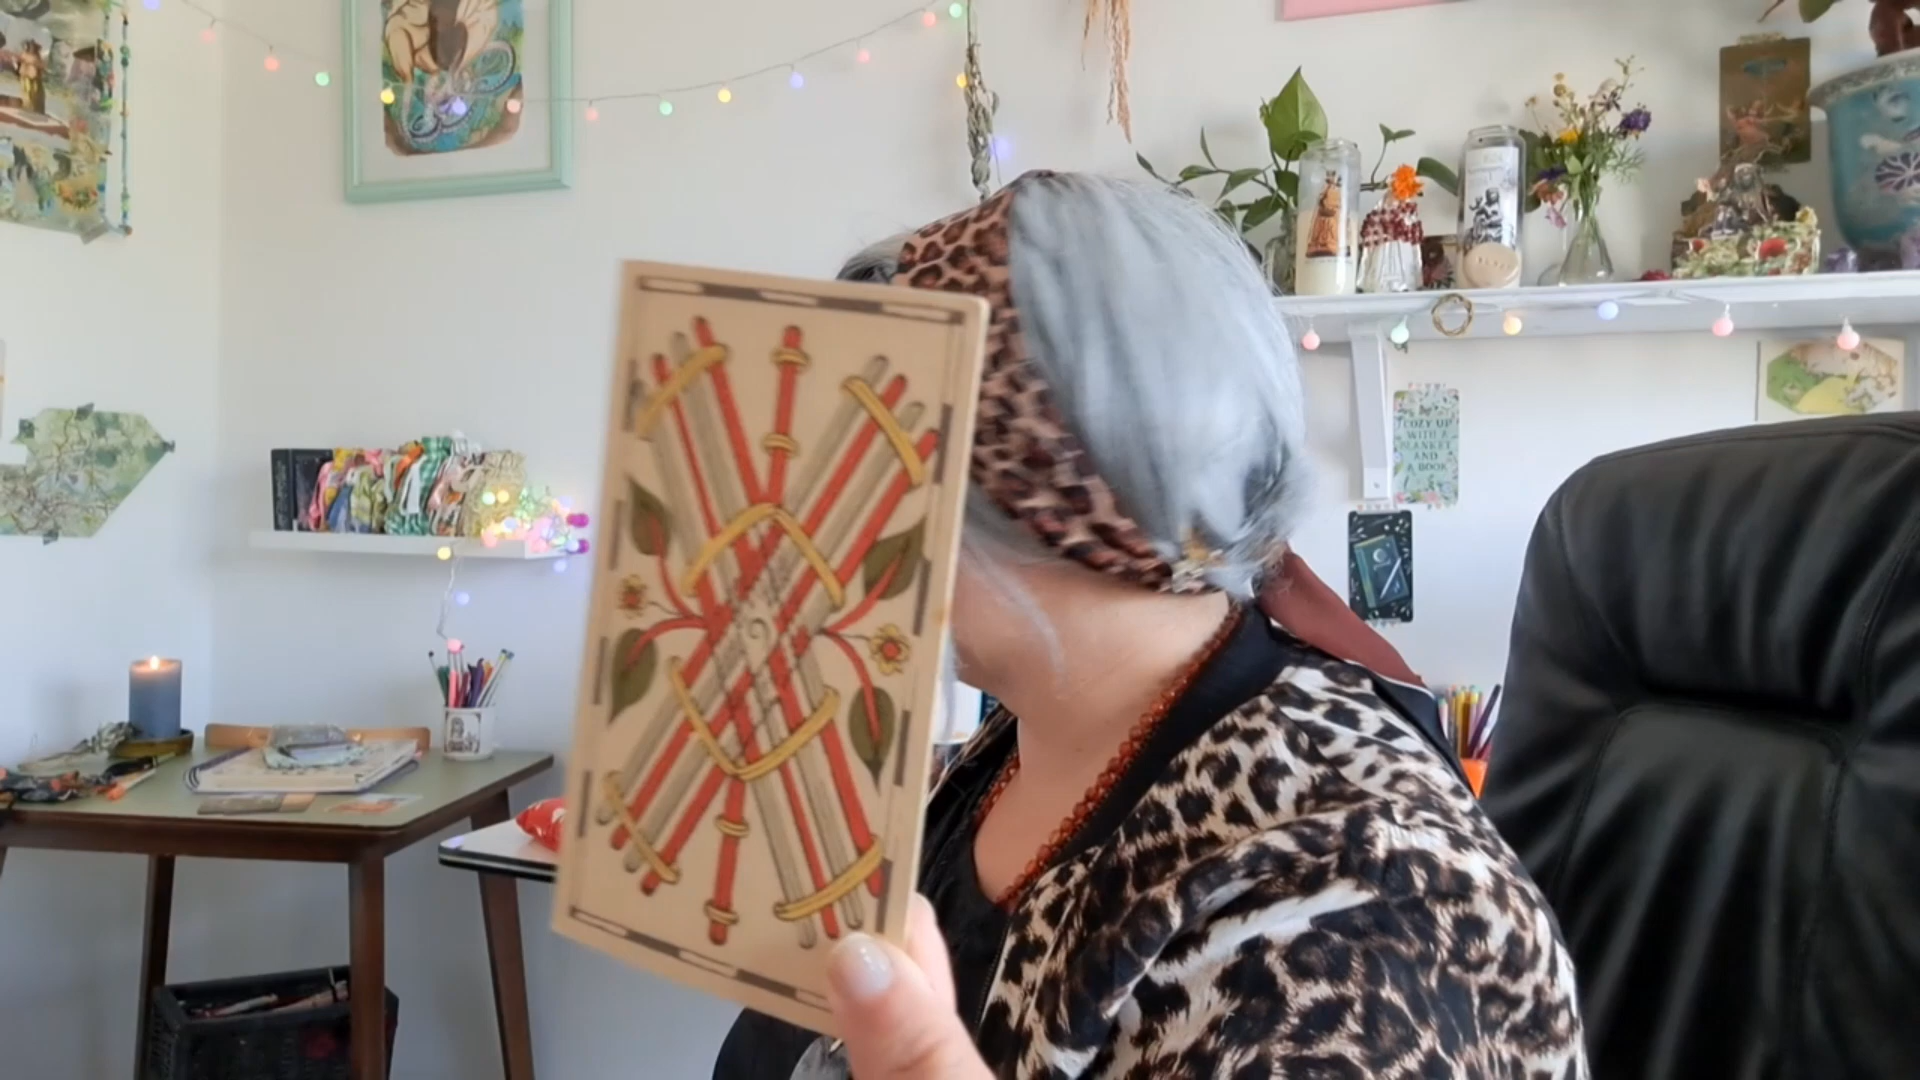 COZY UP
WITH A
BLANKET
AND
A BOOK